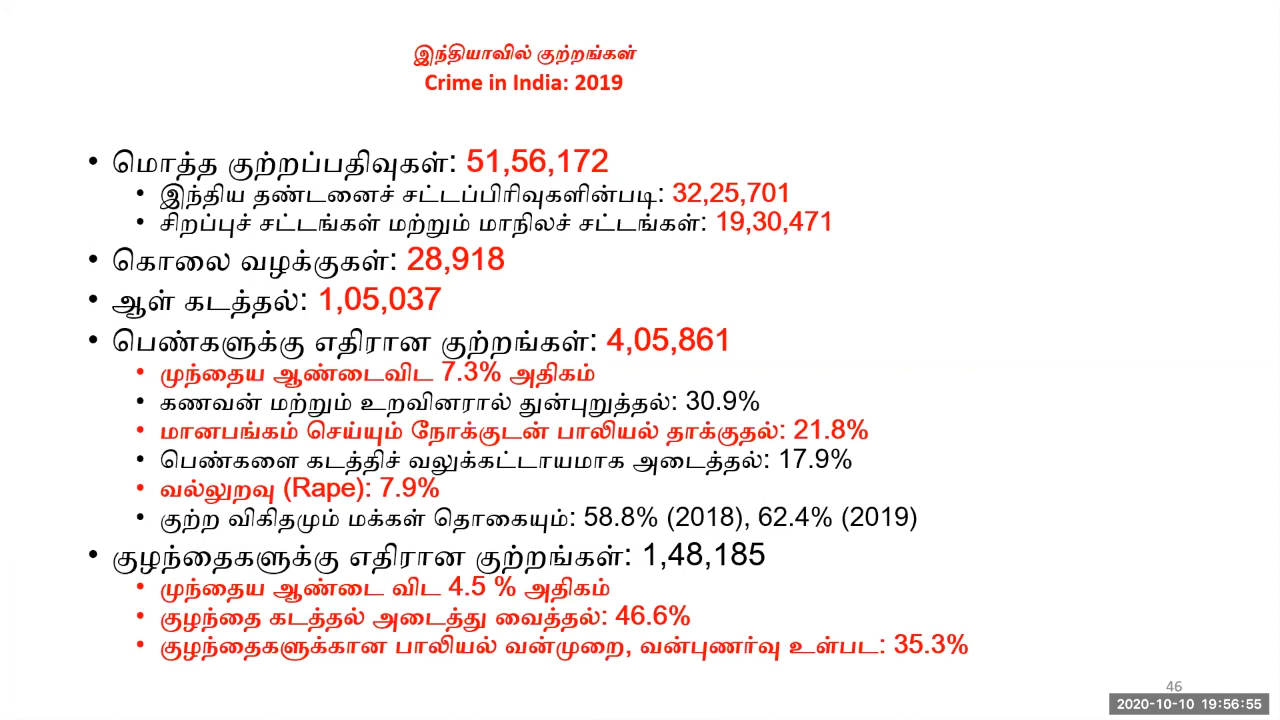 இந்தியாவில் குற்றங்கள்
Crime in India: 2019
• மொத்த குற்றப்பதிவுகள்: 51,56,172
• இந்திய தண்டனைச் சட்டப்பிரிவுகளின்படி: 32,25,701
• சிறப்புச் சட்டங்கள் மற்றும் மாநிலச் சட்டங்கள்: 19,30,471
• கொலை வழக்குகள்: 28,918
• ஆள் கடத்தல்: 1,05,037
• பெண்களுக்கு எதிரான குற்றங்கள்: 4,05,861
• முந்தைய ஆண்டைவிட 7.3% அதிகம்
• கணவன் மற்றும் உறவினரால் துன்புறுத்தல்: 30.9%
• மானபங்கம் செய்யும் நோக்குடன் பாலியல் தாக்குதல்: 21.8%
• பெண்களை கடத்திச் வலுக்கட்டாயமாக அடைத்தல்: 17.9%
• வல்லுறவு (Rape): 7.9%
• குற்ற விகிதமும் மக்கள் தொகையும்: 58.8% (2018), 62.4% (2019)
• குழந்தைகளுக்கு எதிரான குற்றங்கள்: 1,48,185
• முந்தைய ஆண்டை விட 4.5 % அதிகம்
• குழந்தை கடத்தல் அடைத்து வைத்தல்: 46.6%
• குழந்தைகளுக்கான பாலியல் வன்முறை, வன்புணர்வு உள்பட: 35.3%
46
2020-10-10 19:56:55